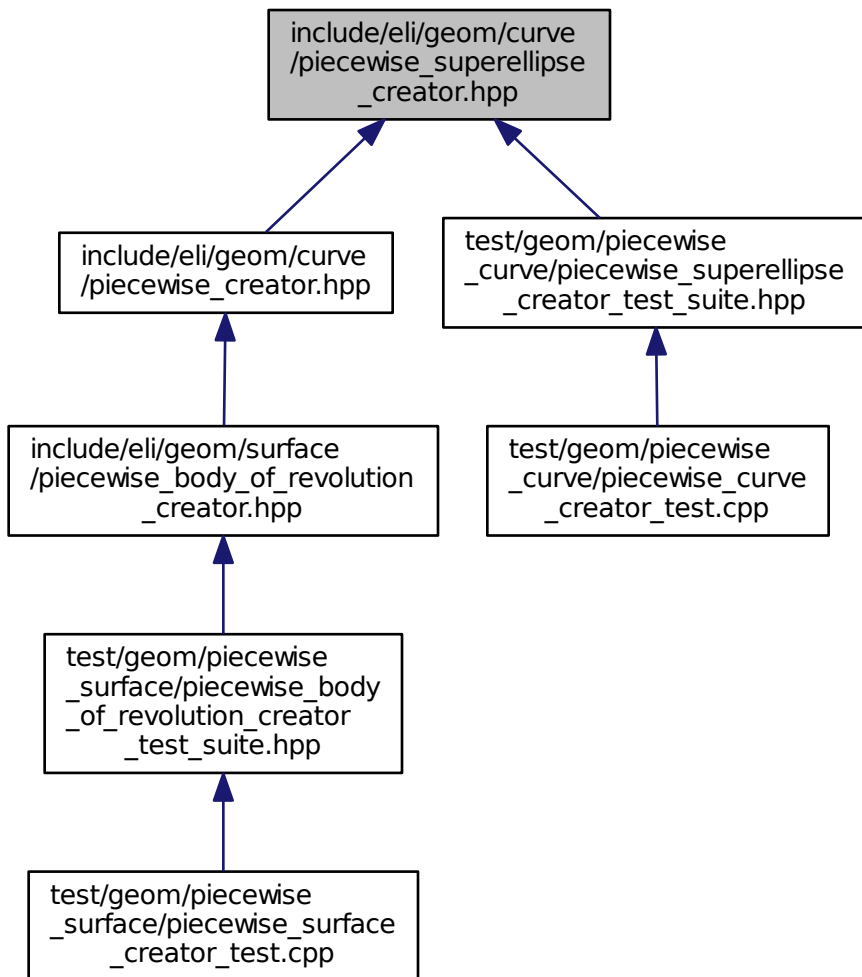 include/eli/geom/curve
/piecewise_superellipse
_creator.hpp
include/eli/geom/curve
/piecewise_creator.hpp
test/geom/piecewise
_curve/piecewise_superellipse
_creator_test_suite.hpp
include/eli/geom/surface
/piecewise_body_of_revolution
_creator.hpp
test/geom/piecewise
_curve/piecewise_curve
_creator_test.cpp
test/geom/piecewise
_surface/piecewise_body
_of_revolution_creator
_test_suite.hpp
test/geom/piecewise
_surface/piecewise_surface
_creator_test.cpp